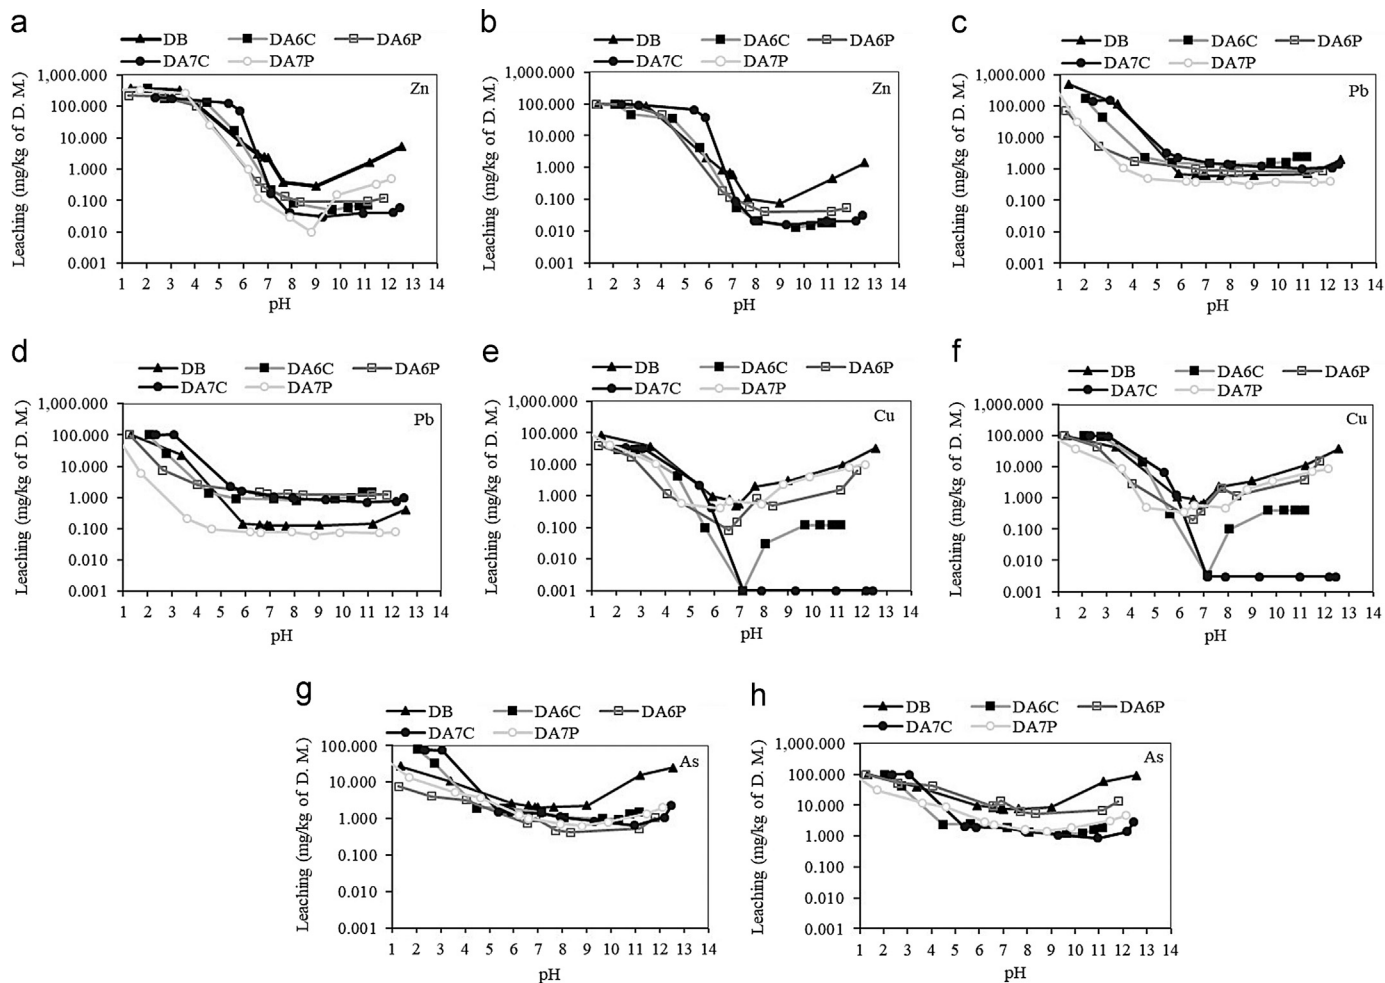 a
DB DA6C DA6P
DA7C DA7P
Leaching (mg/kg of D. M.)
1,000.000
100.000
10.000
1.000
0.100
0.010
0.001
Zn
1 2 3 4 5 6 7 8 9 10 11 12 13 14
pH
b
DB DA6C DA6P
DA7C DA7P
Leaching (mg/kg of D. M.)
1,000.000
100.000
10.000
1.000
0.100
0.010
0.001
Zn
1 2 3 4 5 6 7 8 9 10 11 12 13 14
pH
c
DB DA6C DA6P
DA7C DA7P
Leaching (mg/kg of D. M.)
1,000.000
100.000
10.000
1.000
0.100
0.010
0.001
Pb
1 2 3 4 5 6 7 8 9 10 11 12 13 14
pH
d
DB DA6C DA6P
DA7C DA7P
Leaching (mg/kg of D. M.)
1,000.000
100.000
10.000
1.000
0.100
0.010
0.001
Pb
1 2 3 4 5 6 7 8 9 10 11 12 13 14
pH
e
DB DA6C DA6P
DA7C DA7P
Leaching (mg/kg of D. M.)
1,000.000
100.000
10.000
1.000
0.100
0.010
0.001
Cu
1 2 3 4 5 6 7 8 9 10 11 12 13 14
pH
f
DB DA6C DA6P
DA7C DA7P
Leaching (mg/kg of D. M.)
1,000.000
100.000
10.000
1.000
0.100
0.010
0.001
Cu
1 2 3 4 5 6 7 8 9 10 11 12 13 14
pH
g
DB DA6C DA6P
DA7C DA7P
Leaching (mg/kg of D. M.)
100.000
10.000
1.000
0.100
0.010
0.001
As
1 2 3 4 5 6 7 8 9 10 11 12 13 14
pH
h
DB DA6C DA6P
DA7C DA7P
Leaching (mg/kg of D. M.)
1,000.000
100.000
10.000
1.000
0.100
0.010
0.001
As
1 2 3 4 5 6 7 8 9 10 11 12 13 14
pH